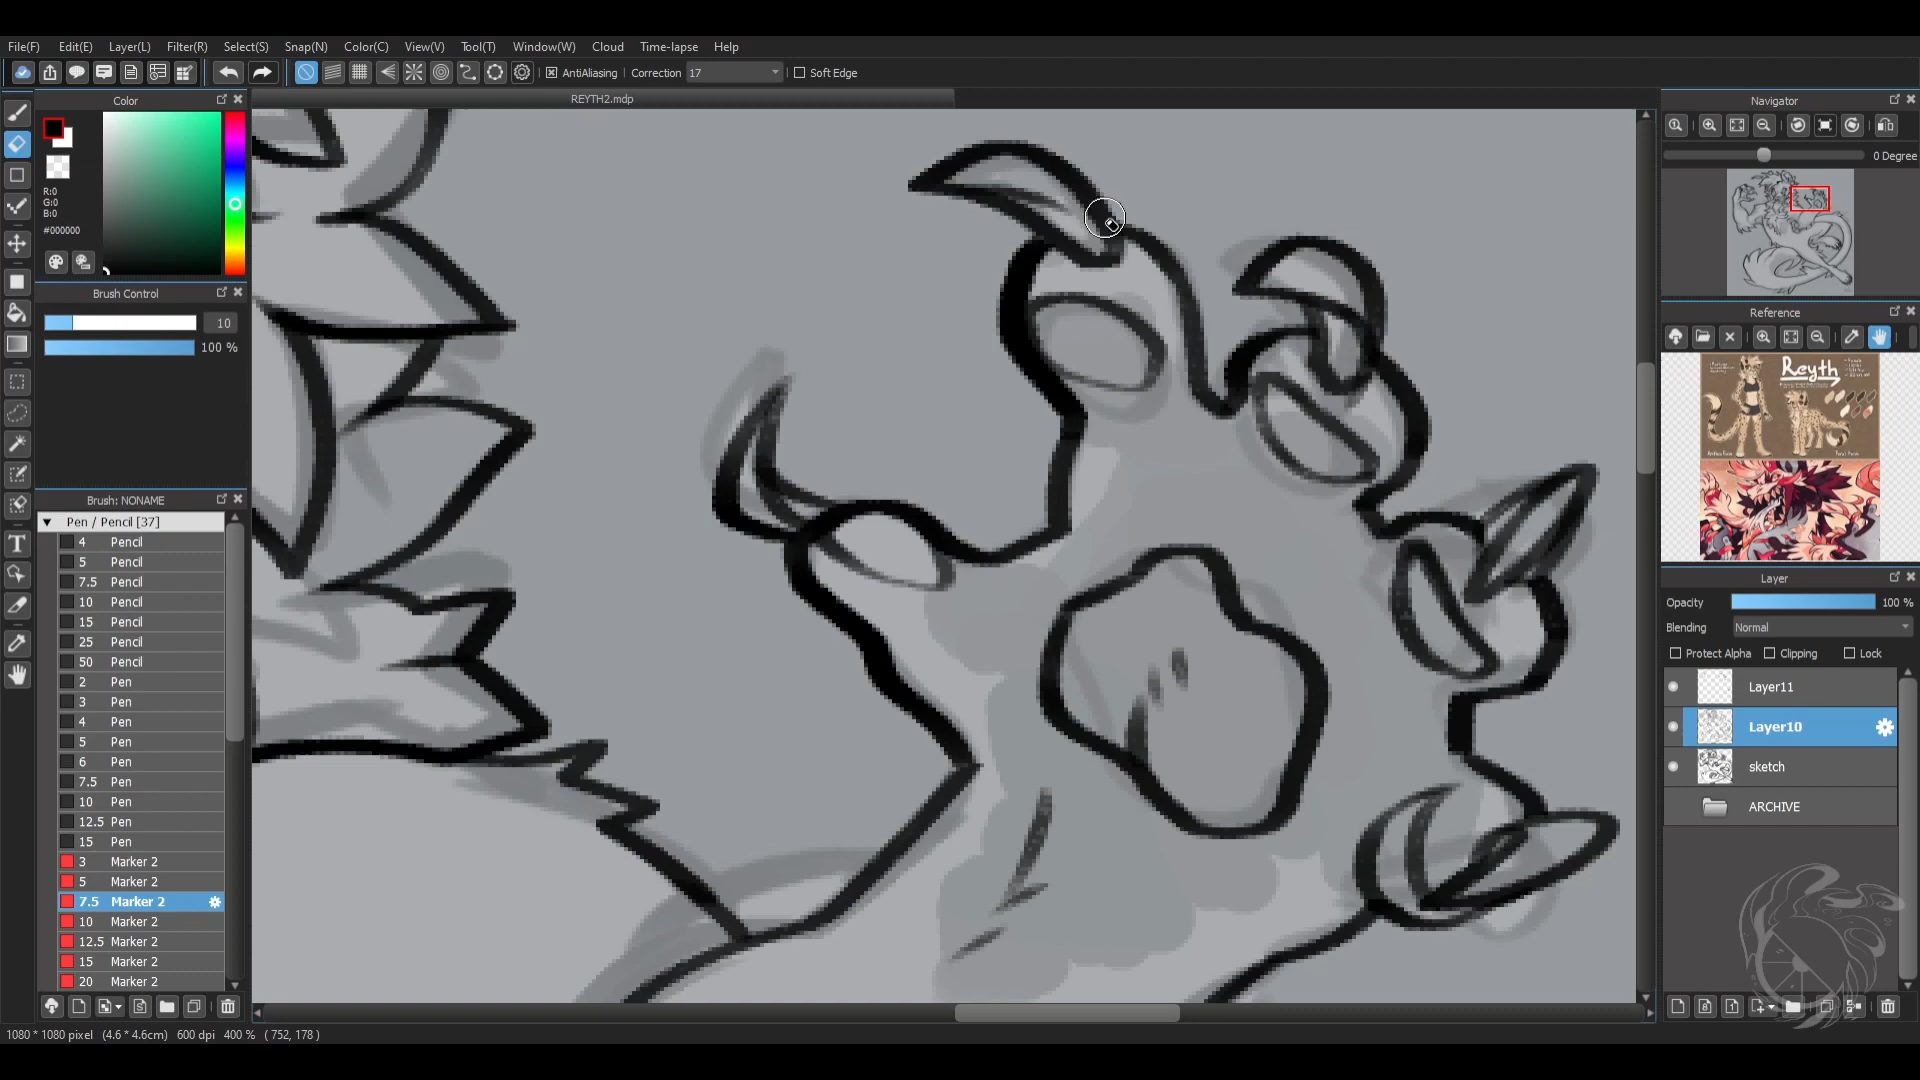 File(F) Edit(E) Layer(L) Filter(R) Select(S) Snap(N) Color(C) View(V) Tool(T) Window(W) Cloud Time-lapse Help
AntiAliasing Correction 17 Soft Edge
Color
REYTH2.mdp
R:0
G:0
B:0
#000000
Brush Control
10
100 %
Brush: NONAME
Pen / Pencil [37]
4 Pencil
5 Pencil
7.5 Pencil
10 Pencil
15 Pencil
25 Pencil
50 Pencil
2 Pen
3 Pen
4 Pen
5 Pen
6 Pen
7.5 Pen
10 Pen
12.5 Pen
15 Pen
3 Marker 2
5 Marker 2
7.5 Marker 2
10 Marker 2
12.5 Marker 2
15 Marker 2
20 Marker 2
Navigator
0 Degree
Reference
Reyth
Layer
Opacity 100 %
Blending Normal
Protect Alpha Clipping Lock
Layer11
Layer10
sketch
ARCHIVE
1080 * 1080 pixel (4.6 * 4.6cm) 600 dpi 400 % ( 752, 178 )